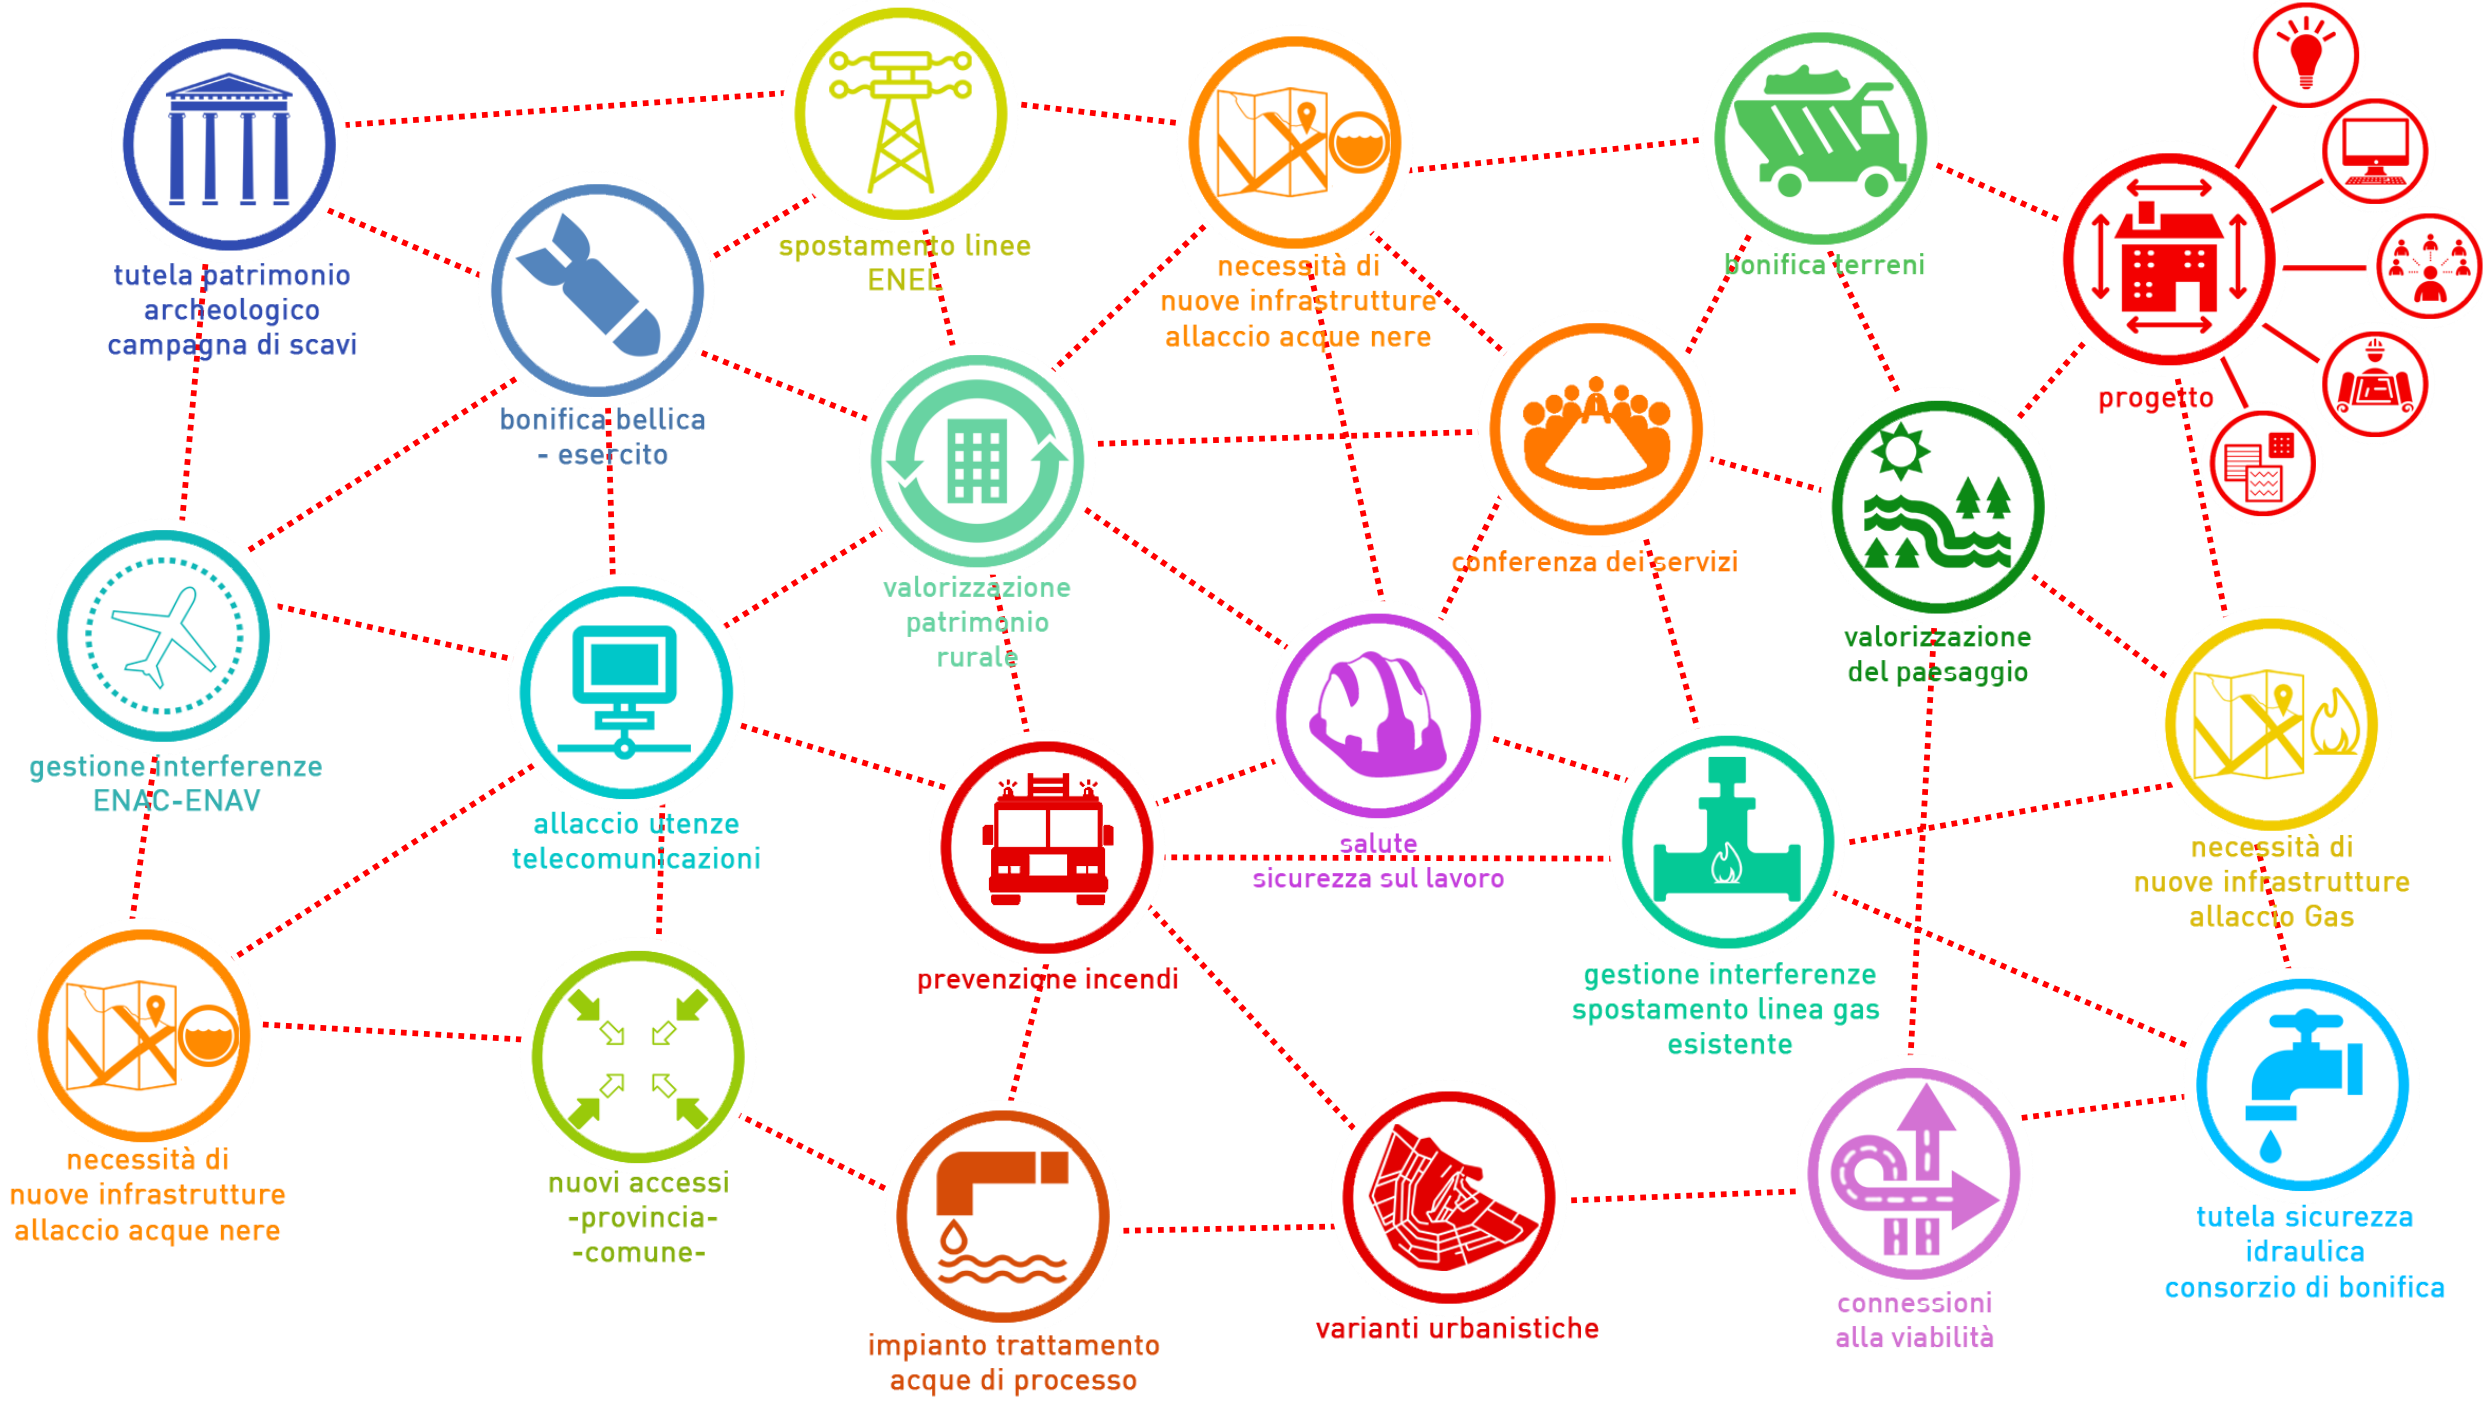 spostamento linee
ENEL
necessità di
nuove infrastrutture
allaccio acque nere
bonifica terreni
tutela patrimonio
archeologico
campagna di scavi
progetto
bonifica bellica
- esercito
conferenza dei servizi
valorizzazione
patrimonio
rurale
valorizzazione
del paesaggio
gestione interferenze
ENAC-ENAV
allaccio utenze
telecomunicazioni
salute
sicurezza sul lavoro
necessità di
nuove infrastrutture
allaccio Gas
prevenzione incendi
gestione interferenze
spostamento linea gas
esistente
necessità di
nuove infrastrutture
allaccio acque nere
nuovi accessi
-provincia-
-comune-
tutela sicurezza
idraulica
consorzio di bonifica
impianto trattamento
acque di processo
varianti urbanistiche
connessioni
alla viabilità